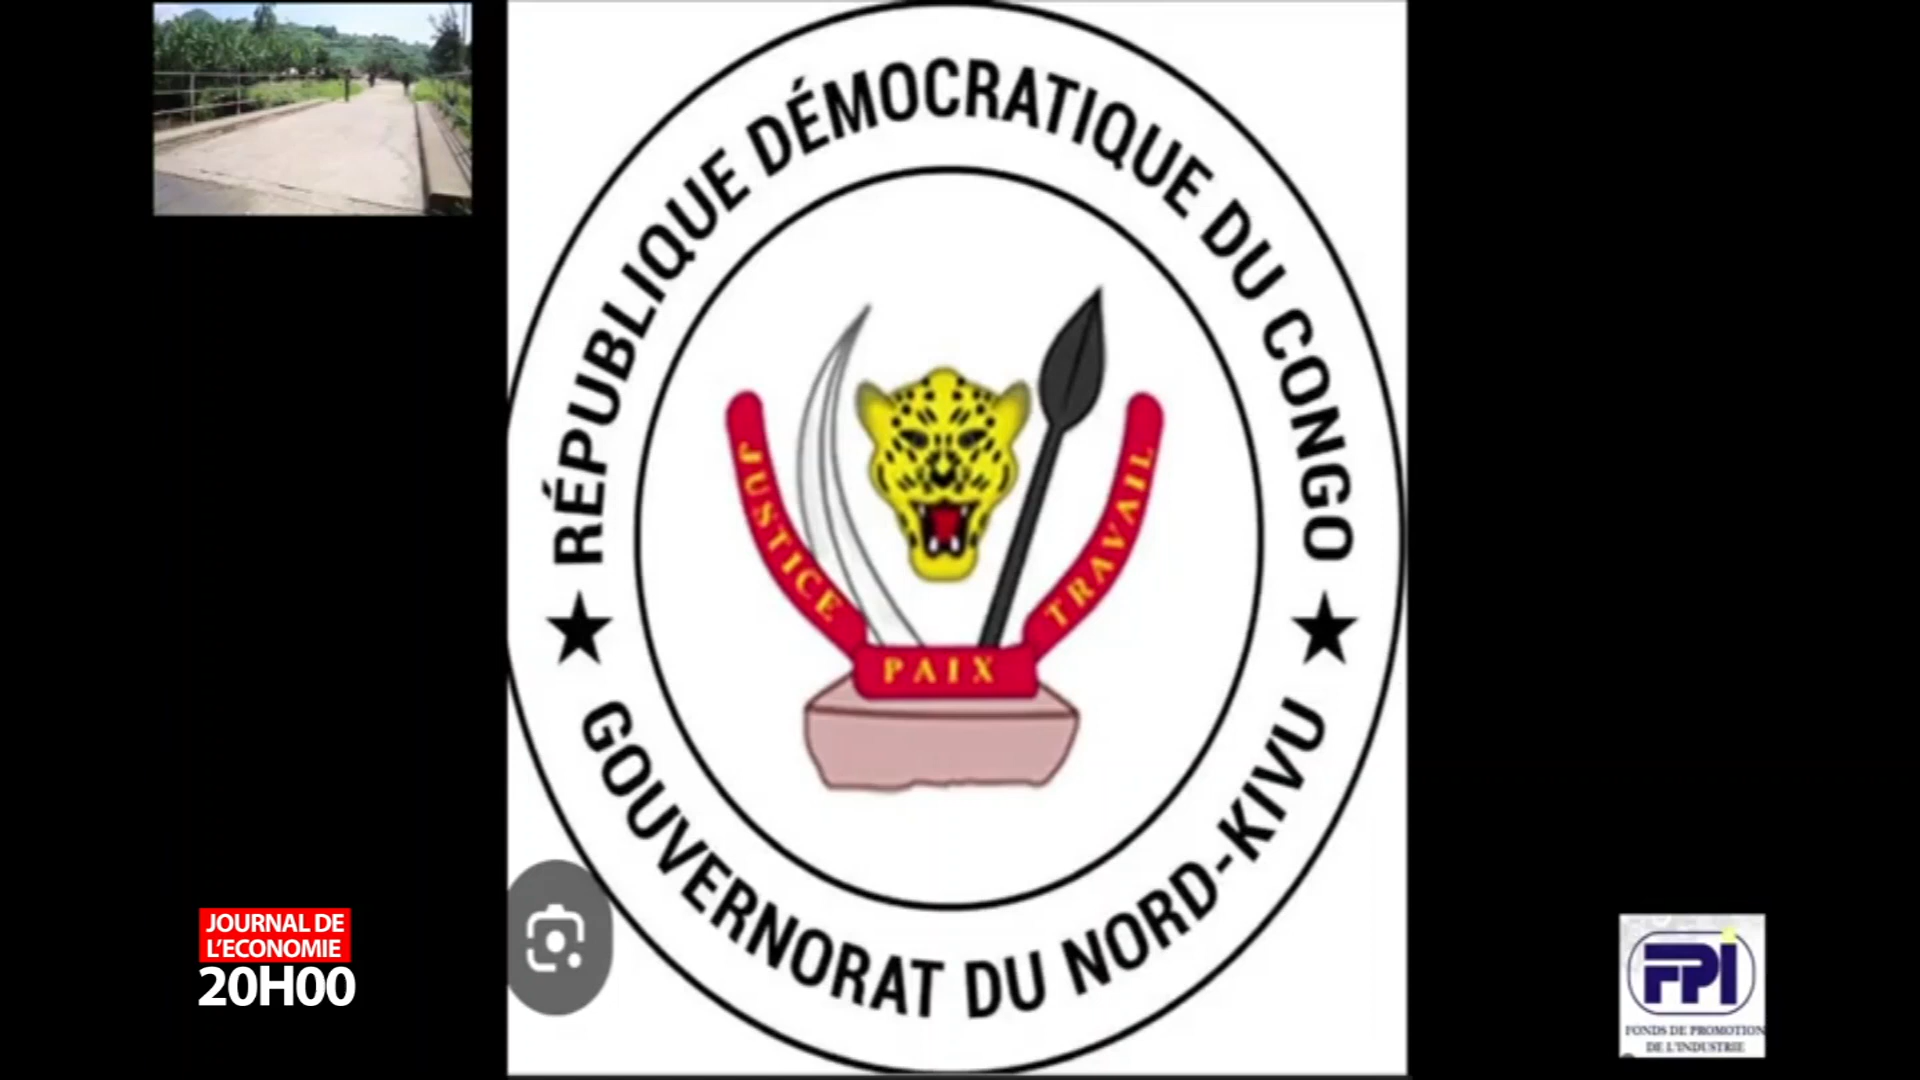 RÉPUBLIQUE DÉMOCRATIQUE DU CONGO
JUSTICE
PAIX
TRAVAIL
★ GOUVERNORAT DU NORD-KIVU ★
JOURNAL DE
L'ECONOMIE
20H00
FPI
FONDS DE PROMOTION
DE L'INDUSTRIE